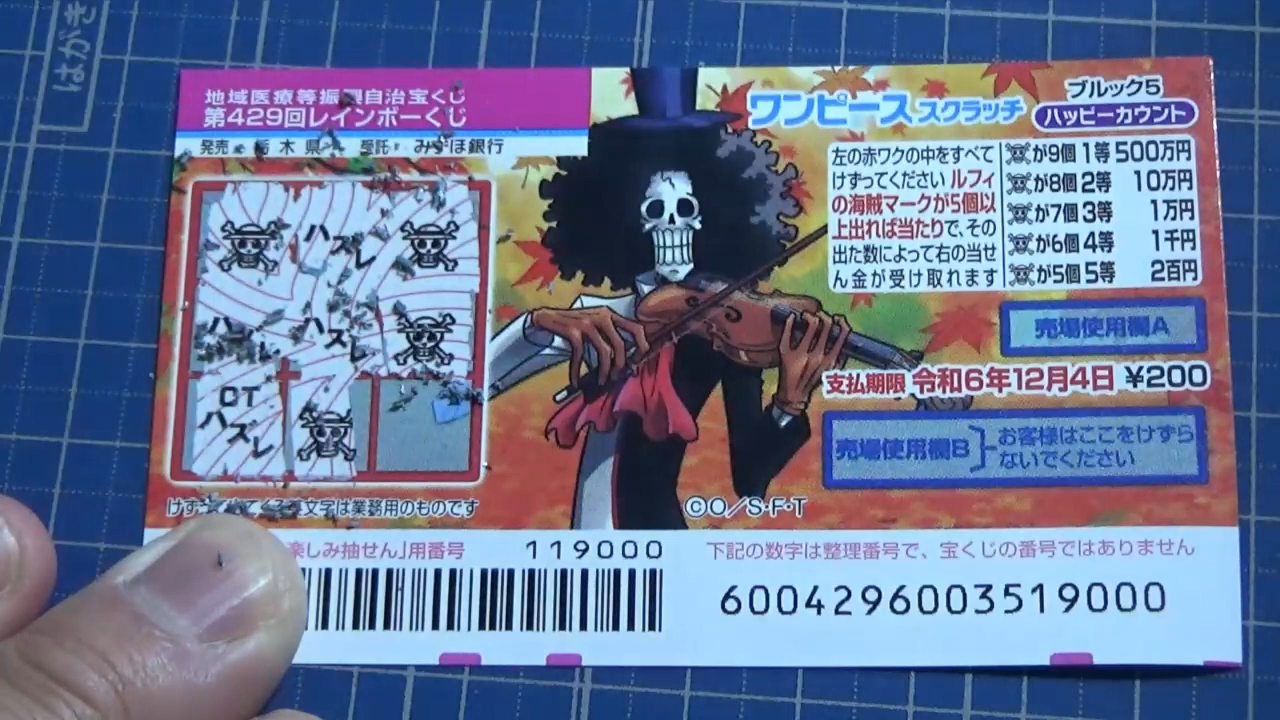 はがき
地域医療等振興自治宝くじ
第429回レインボーくじ
発売 栃木県 受託 みずほ銀行
ハズレ
ハズレ
ハズレ
OT
ハズレ
けずって出てくる英文字は業務用のものです
ワンピーススクラッチ
ブルック5
ハッピーカウント
左の赤ワクの中をすべて
けずってください ルフィ
の海賊マークが5個以
上出れば当たりで、その
出た数によって右の当せ
ん金が受け取れます
が9個 1等 500万円
が8個 2等 10万円
が7個 3等 1万円
が6個 4等 1千円
が5個 5等 2百円
売場使用欄A
支払期限 令和6年12月4日 ¥200
売場使用欄B
お客様はここをけずら
ないでください
©O/S・F・T
楽しみ抽せん」用番号 119000
下記の数字は整理番号で、宝くじの番号ではありません
6004296003519000